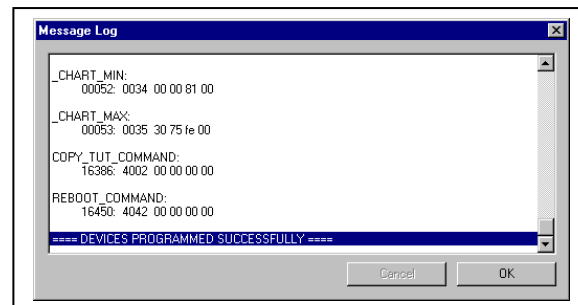 Message Log
_CHART_MIN:
00052: 0034 00 00 81 00
_CHART_MAX:
00053: 0035 30 75 fe 00
COPY_TUT_COMMAND:
16386: 4002 00 00 00 00
REBOOT_COMMAND:
16450: 4042 00 00 00 00
==== DEVICES PROGRAMMED SUCCESSFULLY ====
Cancel
OK